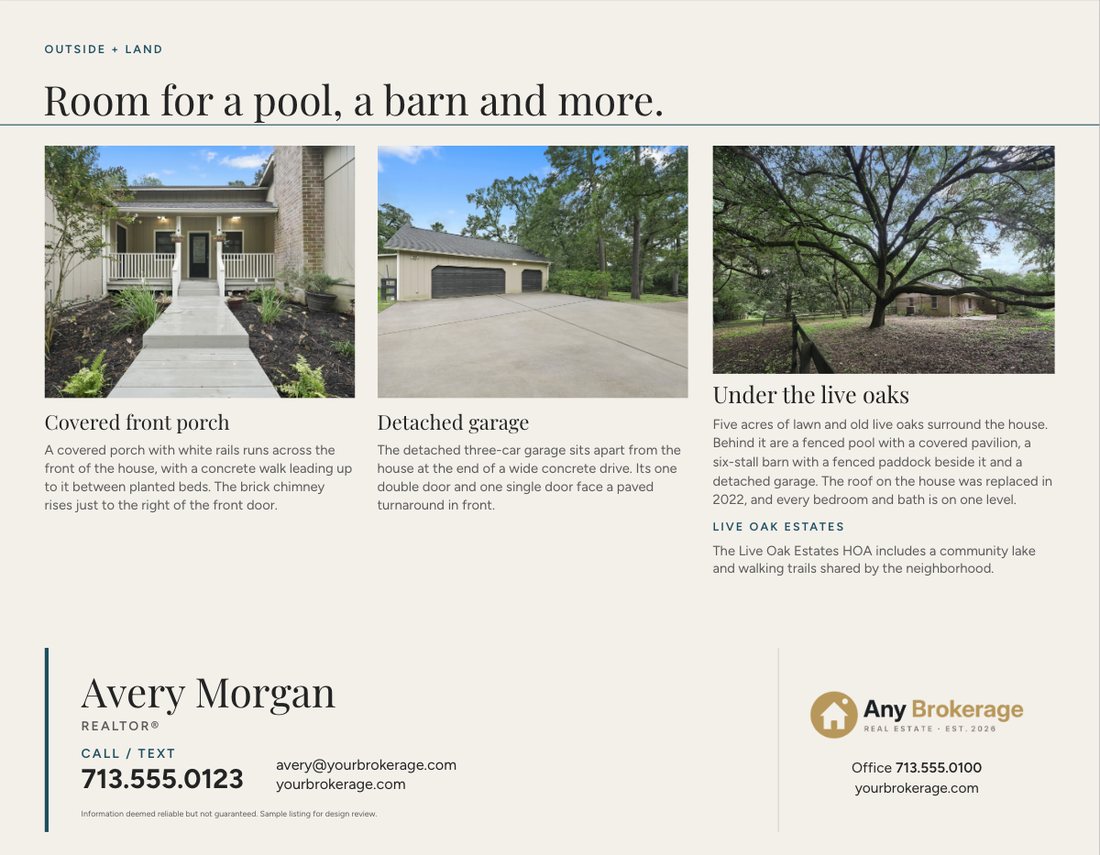 OUTSIDE + LAND
Room for a pool, a barn and more.
Covered front porch
A covered porch with white rails runs across the
front of the house, with a concrete walk leading up
to it between planted beds. The brick chimney
rises just to the right of the front door.
Detached garage
The detached three-car garage sits apart from the
house at the end of a wide concrete drive. Its one
double door and one single door face a paved
turnaround in front.
Under the live oaks
Five acres of lawn and old live oaks surround the house.
Behind it are a fenced pool with a covered pavilion, a
six-stall barn with a fenced paddock beside it and a
detached garage. The roof on the house was replaced in
2022, and every bedroom and bath is on one level.
LIVE OAK ESTATES
The Live Oak Estates HOA includes a community lake
and walking trails shared by the neighborhood.
Avery Morgan
REALTOR®
CALL / TEXT
713.555.0123
avery@yourbrokerage.com
yourbrokerage.com
Information deemed reliable but not guaranteed. Sample listing for design review.
Any Brokerage
REAL ESTATE · EST. 2026
Office 713.555.0100
yourbrokerage.com